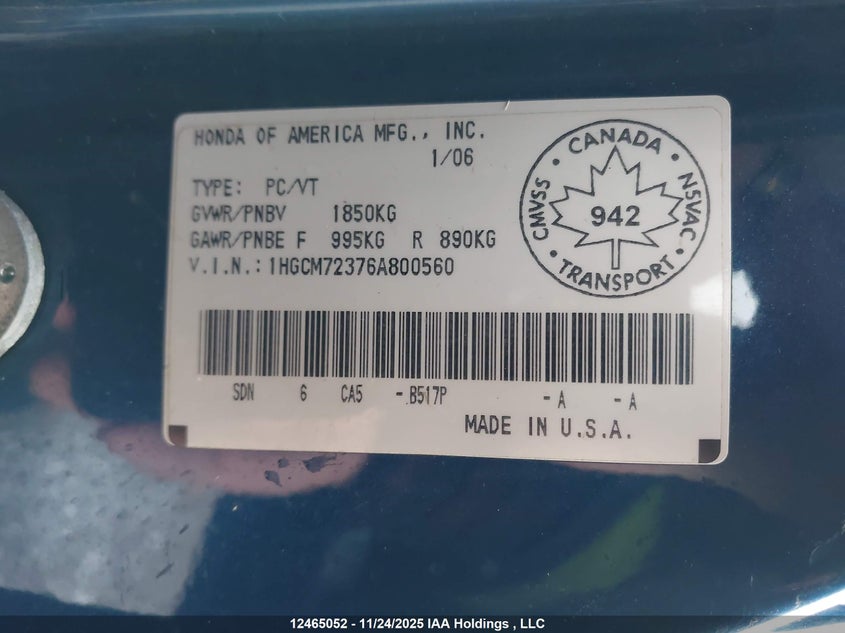 HONDA OF AMERICA MFG., INC.
1/06
TYPE: PC/VT
GVWR/PNBV 1850KG
GAWR/PNBE F 995KG R 890KG
V.I.N.: 1HGCM72376A800560
CANADA
CMVSS
NSVAC
942
TRANSPORT
SDN 6 CA5 -B517P -A -A
MADE IN U.S.A.
12465052 - 11/24/2025 IAA Holdings , LLC